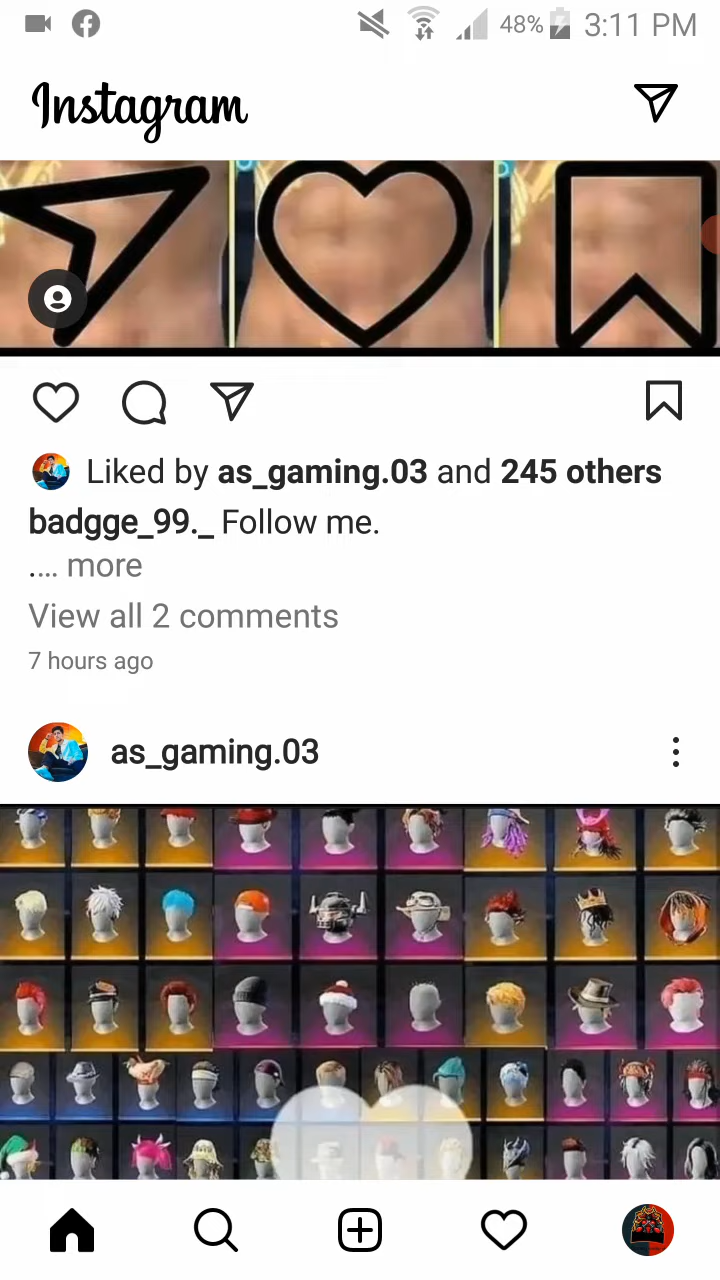 48% 3:11 PM
Instagram
Liked by as_gaming.03 and 245 others
badgge_99._ Follow me.
.... more
View all 2 comments
7 hours ago
as_gaming.03